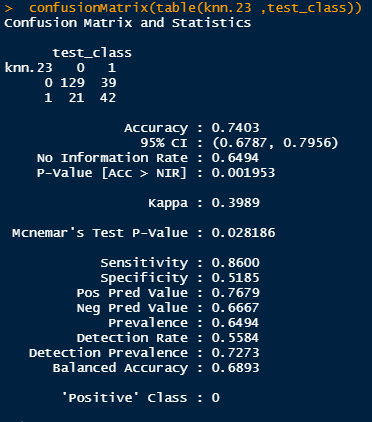 >  confusionMatrix(table(knn.23 ,test_class))
Confusion Matrix and Statistics
test_class
knn.23   0   1
0 129  39
1  21  42
Accuracy : 0.7403
95% CI : (0.6787, 0.7956)
No Information Rate : 0.6494
P-Value [Acc > NIR] : 0.001953
Kappa : 0.3989
Mcnemar's Test P-Value : 0.028186
Sensitivity : 0.8600
Specificity : 0.5185
Pos Pred Value : 0.7679
Neg Pred Value : 0.6667
Prevalence : 0.6494
Detection Rate : 0.5584
Detection Prevalence : 0.7273
Balanced Accuracy : 0.6893
'Positive' Class : 0